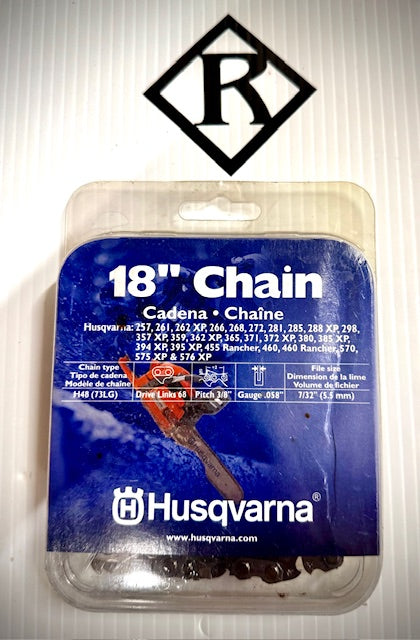 R
18" Chain
Cadena • Chaîne
Husqvarna: 257, 261, 262 XP, 266, 268, 272, 281, 285, 288 XP, 298,
357 XP, 359, 362 XP, 365, 371, 372 XP, 380, 385 XP,
394 XP, 395 XP, 455 Rancher, 460, 460 Rancher, 570,
575 XP & 576 XP
Chain type
Tipo de cadena
Modèle de chaîne
File size
Dimensión de la lima
Volume de fichier
H48 (73LG)
Drive Links 68
Pitch 3/8"
Gauge .058"
7/32" (5.5 mm)
Husqvarna
Husqvarna®
www.husqvarna.com